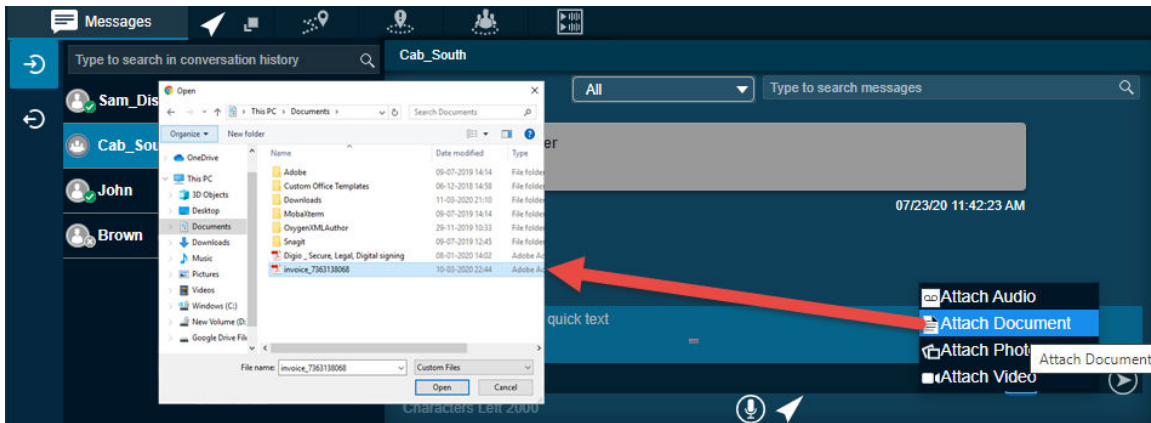 Messages
Type to search in conversation history
Cab_South
Sam_Dis
Cab_Sou
John
Brown
Open
This PC > Documents >
Search Documents
Organize
New folder
OneDrive
This PC
3D Objects
Desktop
Documents
Downloads
Music
Pictures
Videos
Windows (C:)
New Volume (D:
Google Drive File
Name
Date modified
Type
Adobe 09-07-2019 14:14 File folder
Custom Office Templates 06-12-2018 14:58 File folder
Downloads 11-03-2020 21:10 File folder
MobaXterm 09-07-2019 14:14 File folder
OxygenXMLAuthor 29-11-2019 10:33 File folder
Snagit 09-07-2019 12:45 File folder
Digio _ Secure, Legal, Digital signing 08-01-2020 14:02 Adobe Ac
invoice_7363138068 10-03-2020 22:44 Adobe Ac
File name: invoice_7363138068
Custom Files
Open
Cancel
All
Type to search messages
er
07/23/20 11:42:23 AM
quick text
Attach Audio
Attach Document
Attach Phot
Attach Document
Attach Video
Characters Left 2000